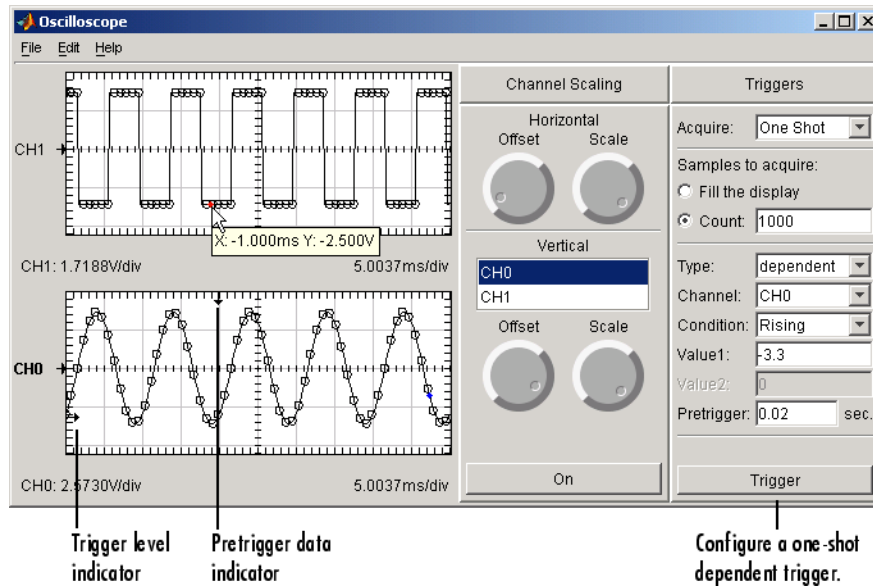 Oscilloscope
File Edit Help
CH1
X: -1.000ms Y: -2.500V
CH1: 1.7188V/div 5.0037ms/div
CH0
CH0: 2.5730V/div 5.0037ms/div
Channel Scaling
Horizontal
Offset Scale
Vertical
CH0
CH1
Offset Scale
On
Triggers
Acquire: One Shot
Samples to acquire:
Fill the display
Count: 1000
Type: dependent
Channel: CH0
Condition: Rising
Value1: -3.3
Value2: 0
Pretrigger: 0.02 sec.
Trigger
Trigger level
indicator
Pretrigger data
indicator
Configure a one-shot
dependent trigger.